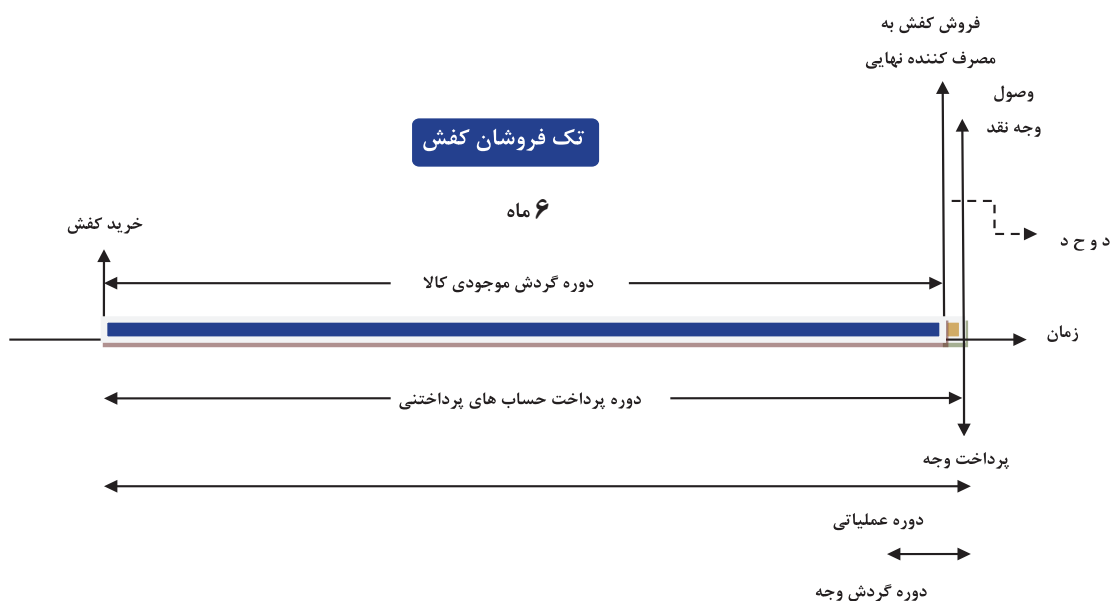 فروش کفش به
مصرف کننده نهایی
وصول
وجه نقد
تک فروشان کفش
۶ ماه
خرید کفش
د و ح د
دوره گردش موجودی کالا
زمان
دوره پرداخت حساب های پرداختنی
پرداخت وجه
دوره عملیاتی
دوره گردش وجه